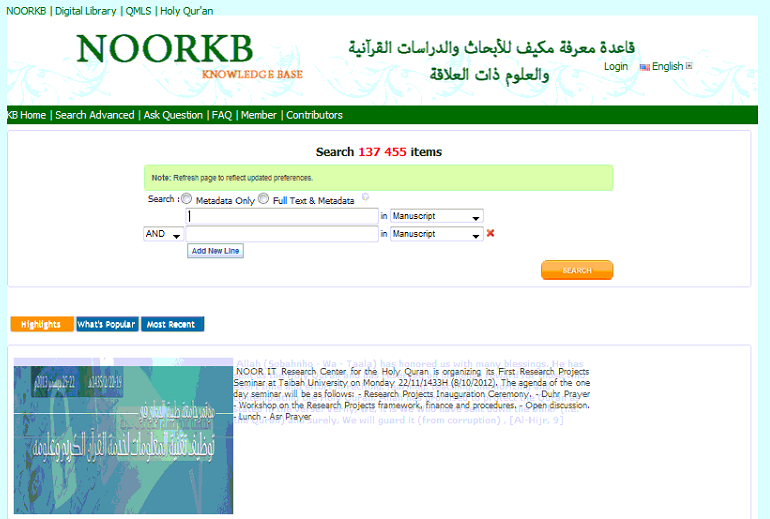 NOORKB | Digital Library | QMLS | Holy Qur'an
NOORKB
KNOWLEDGE BASE
قاعدة معرفة مكيف للأبحاث والدراسات القرآنية
والعلوم ذات العلاقة
Login English
KB Home | Search Advanced | Ask Question | FAQ | Member | Contributors
Search 137 455 items
Note: Refresh page to reflect updated preferences.
Search : Metadata Only Full Text & Metadata
in Manuscript
AND in Manuscript
Add New Line
SEARCH
Highlights What's Popular Most Recent
Allah (Sobahnho - Wa - Taala) has honored us with many blessings. He has
NOOR IT Research Center for the Holy Quran is organizing its First Research Projects
Seminar at Taibah University on Monday 22/11/1433H (8/10/2012). The agenda of the one
day seminar will be as follows: - Research Projects Inauguration Ceremony. - Duhr Prayer
- Workshop on the Research Projects framework, finance and procedures. - Open discussion.
- Lunch - Asr Prayer
surely. We will guard it (from corruption) . [Al-Hijr, 9]
توظيف تقنية المعلومات لخدمة القرآن الكريم وعلومه